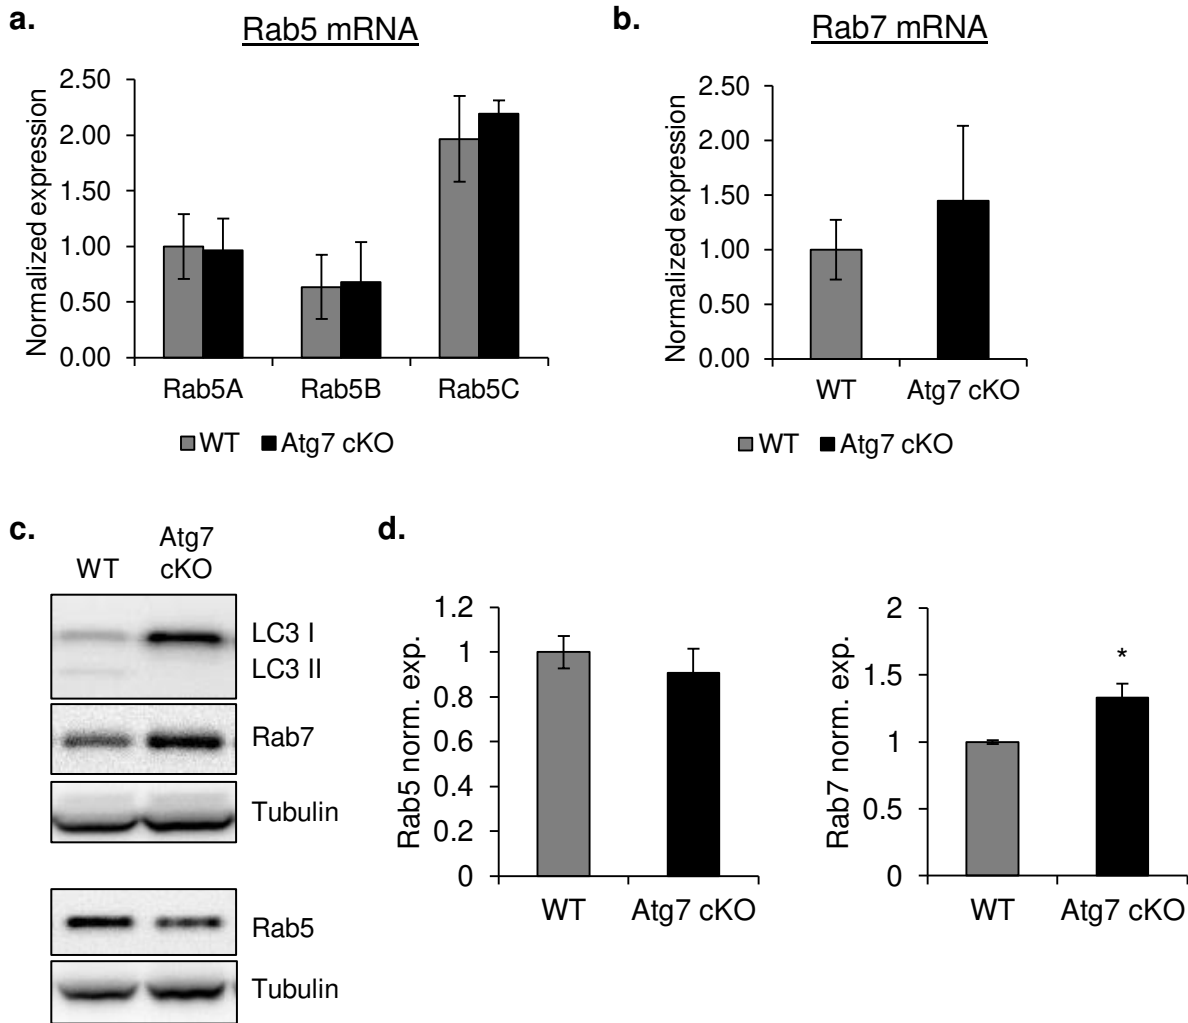 a.
Rab5 mRNA
Normalized expression
2.50
2.00
1.50
1.00
0.50
0.00
Rab5A Rab5B Rab5C
WT Atg7 cKO
b.
Rab7 mRNA
Normalized expression
2.50
2.00
1.50
1.00
0.50
0.00
WT Atg7 cKO
WT Atg7 cKO
c.
WT Atg7
cKO
LC3 I
LC3 II
Rab7
Tubulin
Rab5
Tubulin
d.
Rab5 norm. exp.
1.2
1
0.8
0.6
0.4
0.2
0
WT Atg7 cKO
Rab7 norm. exp.
2
1.5
1
0.5
0
*
WT Atg7 cKO